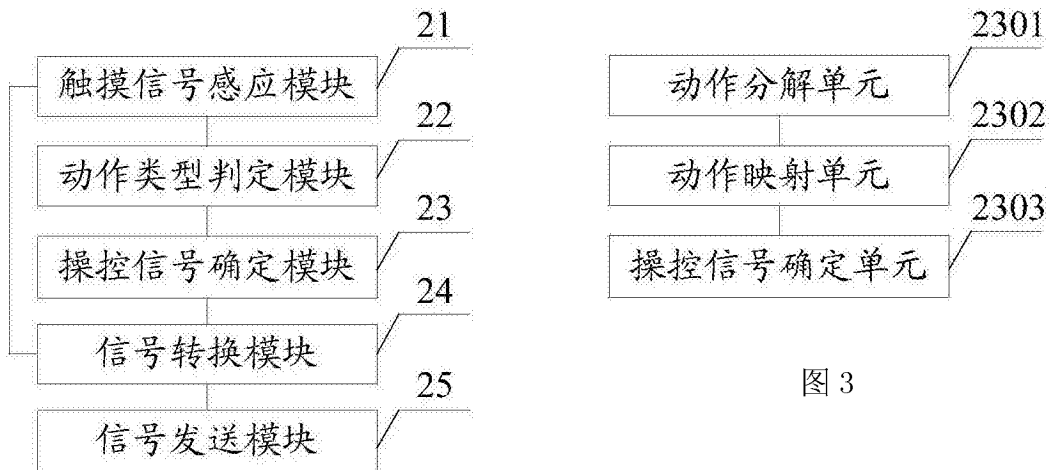 21
触摸信号感应模块
22
动作类型判定模块
23
操控信号确定模块
24
信号转换模块
25
信号发送模块
2301
动作分解单元
2302
动作映射单元
2303
操控信号确定单元
图3